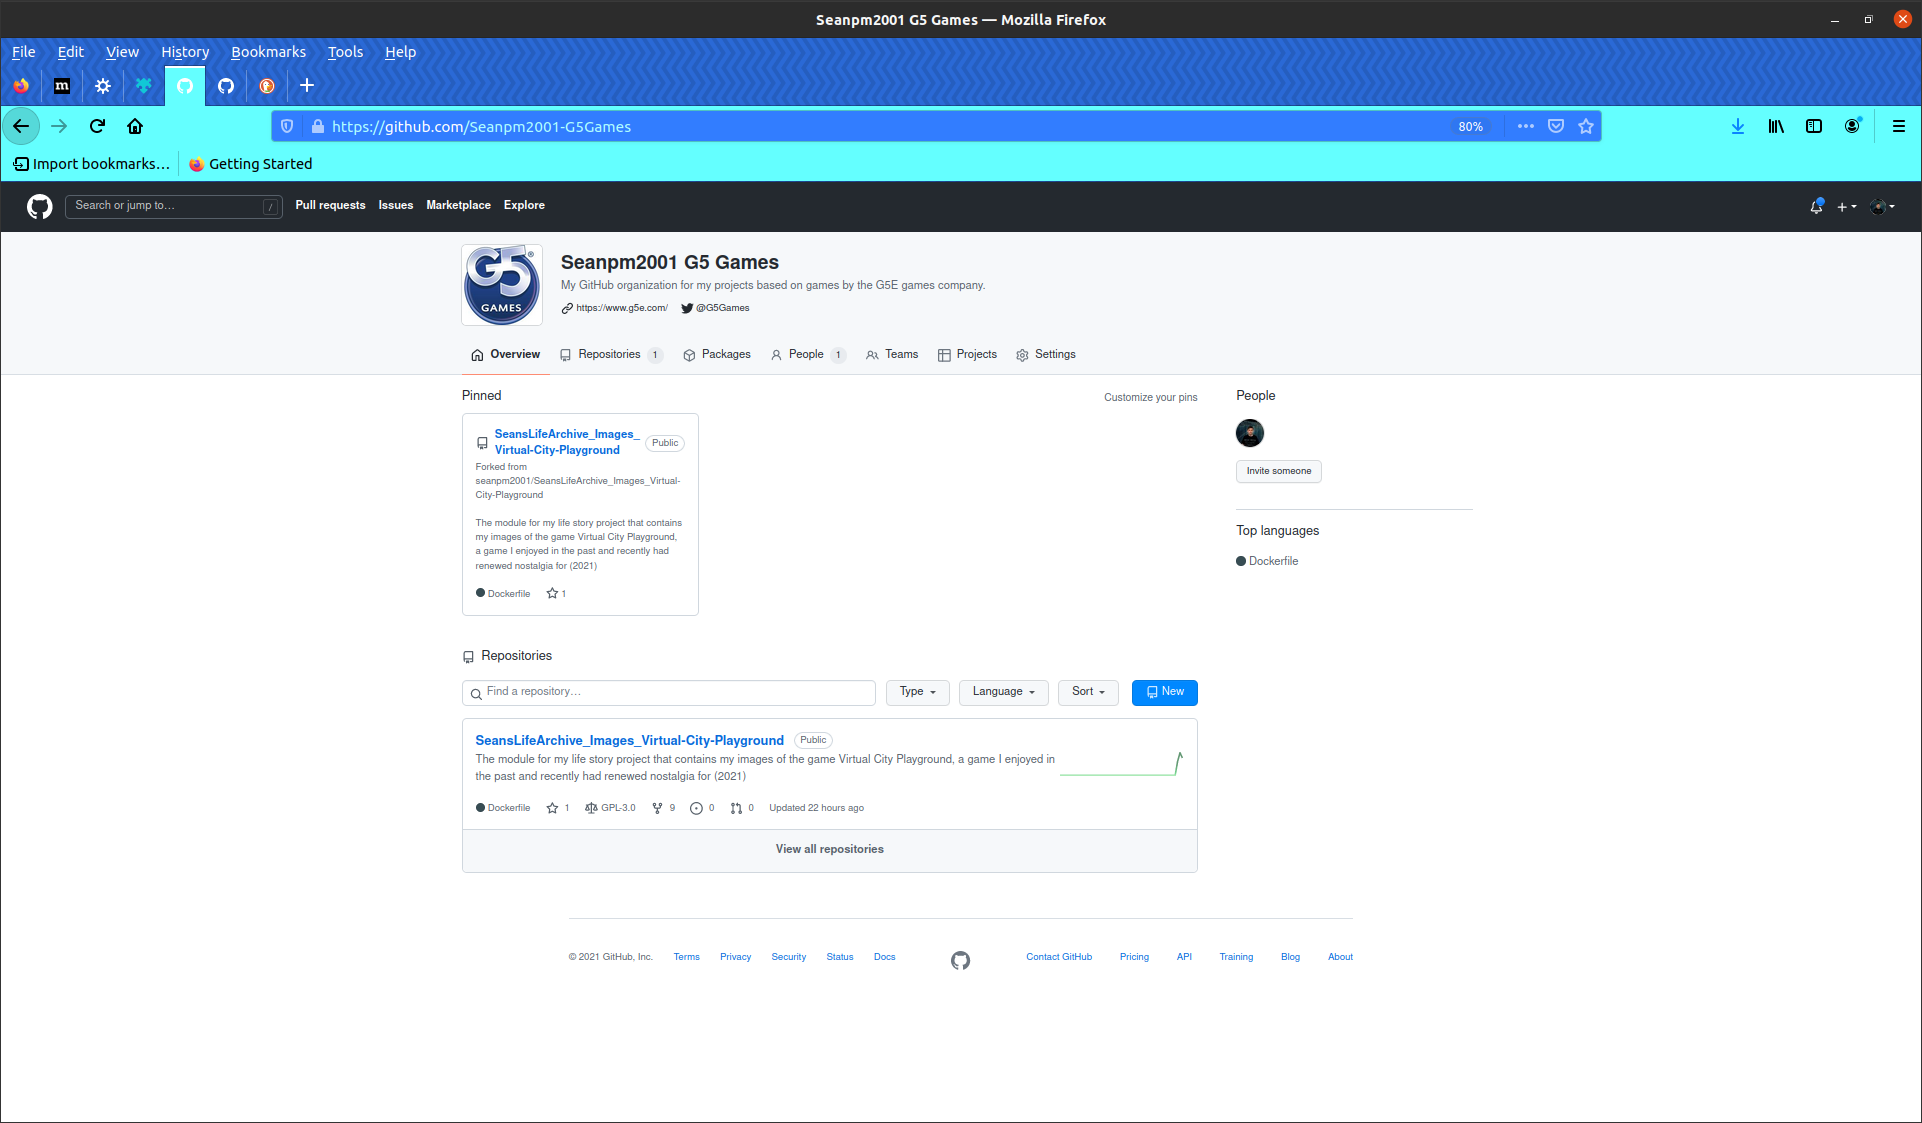 Seanpm2001 G5 Games — Mozilla Firefox
File Edit View History Bookmarks Tools Help
m
https://github.com/Seanpm2001-G5Games 80%
Import bookmarks… Getting Started
Search or jump to… / Pull requests Issues Marketplace Explore
G5® GAMES
Seanpm2001 G5 Games
My GitHub organization for my projects based on games by the G5E games company.
https://www.g5e.com/ @G5Games
Overview Repositories 1 Packages People 1 Teams Projects Settings
Pinned Customize your pins
SeansLifeArchive_Images_
Virtual-City-Playground Public
Forked from
seanpm2001/SeansLifeArchive_Images_Virtual-
City-Playground
The module for my life story project that contains
my images of the game Virtual City Playground,
a game I enjoyed in the past and recently had
renewed nostalgia for (2021)
Dockerfile 1
People
Invite someone
Top languages
Dockerfile
Repositories
Find a repository… Type Language Sort New
SeansLifeArchive_Images_Virtual-City-Playground Public
The module for my life story project that contains my images of the game Virtual City Playground, a game I enjoyed in
the past and recently had renewed nostalgia for (2021)
Dockerfile 1 GPL-3.0 9 0 0 Updated 22 hours ago
View all repositories
© 2021 GitHub, Inc. Terms Privacy Security Status Docs Contact GitHub Pricing API Training Blog About